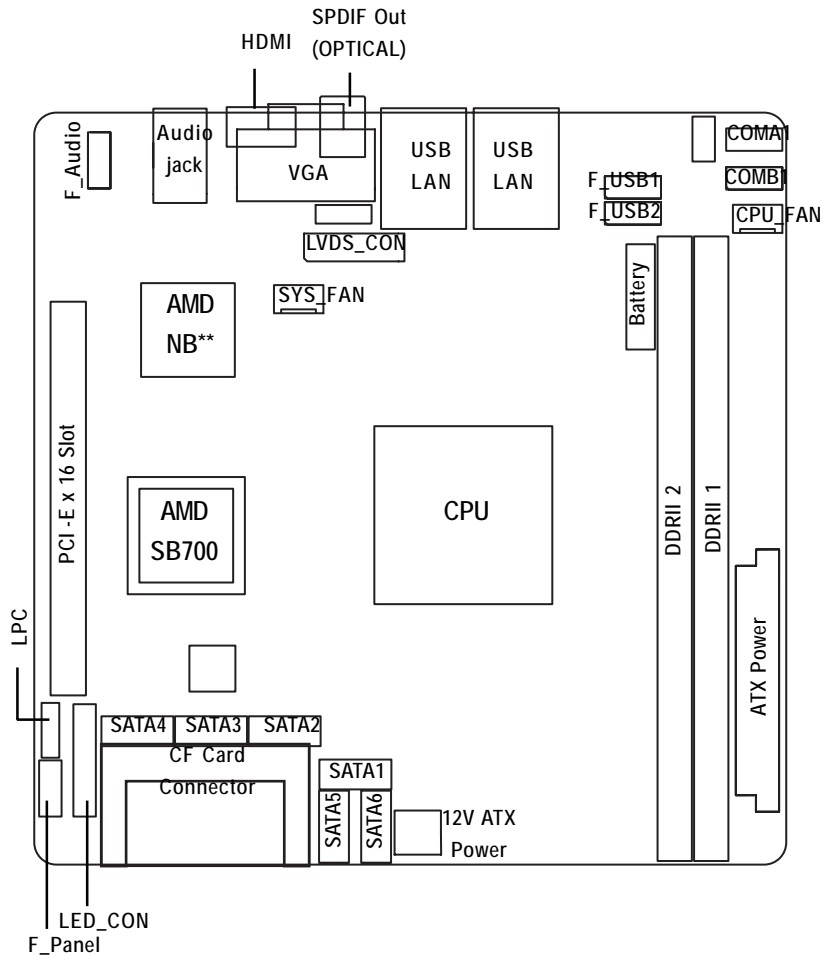 SPDIF Out
(OPTICAL)
HDMI
F_Audio
Audio
jack
VGA
USB
LAN
USB
LAN
COMA1
F_USB1
COMB1
F_USB2
CPU_FAN
LVDS_CON
SYS_FAN
Battery
AMD
NB**
PCI-E x 16 Slot
AMD
SB700
CPU
DDRII 2
DDRII 1
ATX Power
LPC
SATA4
SATA3
SATA2
CF Card
Connector
SATA1
SATA5
SATA6
12V ATX
Power
LED_CON
F_Panel